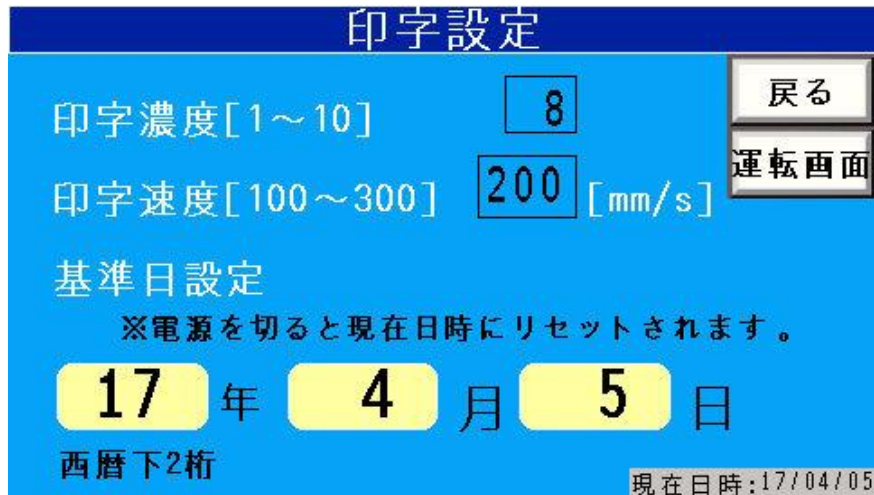 印字設定
戻る
印字濃度[1～10] 8
運転画面
印字速度[100～300] 200 [mm/s]
基準日設定
※電源を切ると現在日時にリセットされます。
17 年 4 月 5 日
西暦下2桁
現在日時:17/04/05